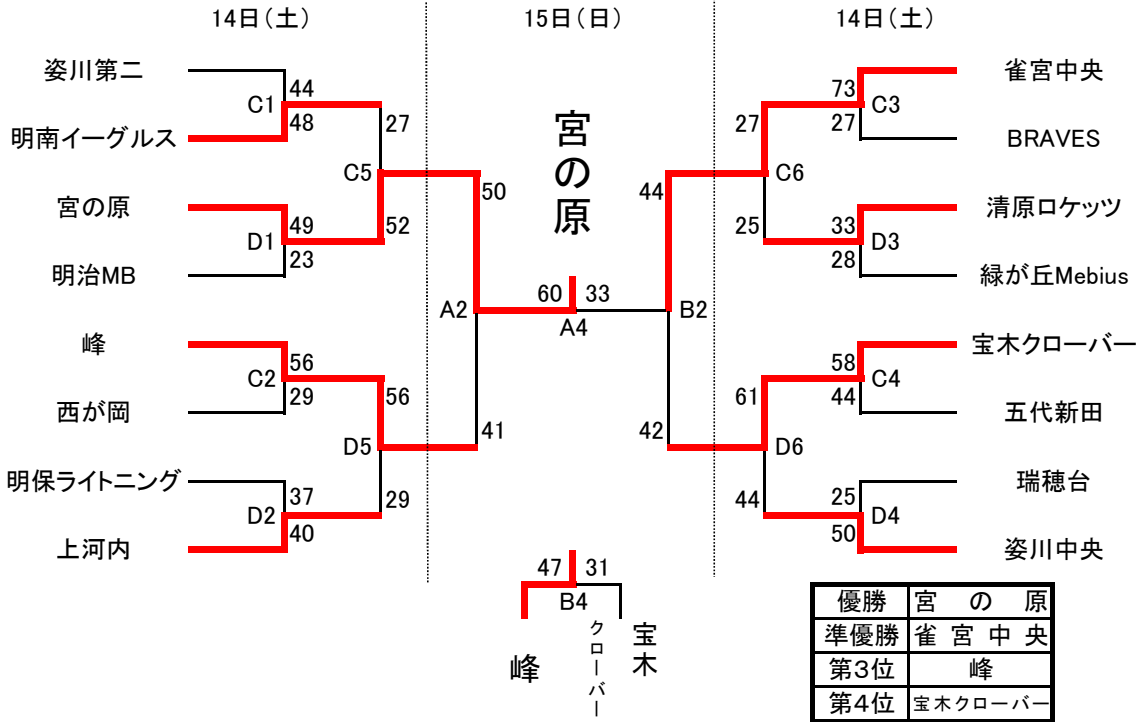 14日(土)
15日(日)
14日(土)
姿川第二
44
C1
48
明南イーグルス
27
C5
52
宮の原
49
D1
23
明治MB
50
A2
41
峰
56
C2
29
西が岡
56
D5
29
明保ライトニング
37
D2
40
上河内
宮の原
60 33
A4
雀宮中央
73
C3
27
BRAVES
27
C6
25
清原ロケッツ
33
D3
28
緑が丘Mebius
44
B2
42
宝木クローバー
58
C4
44
五代新田
61
D6
44
瑞穂台
25
D4
50
姿川中央
47 31
B4
峰
宝木
クローバー
優勝 宮の原
準優勝 雀宮中央
第3位 峰
第4位 宝木クローバー